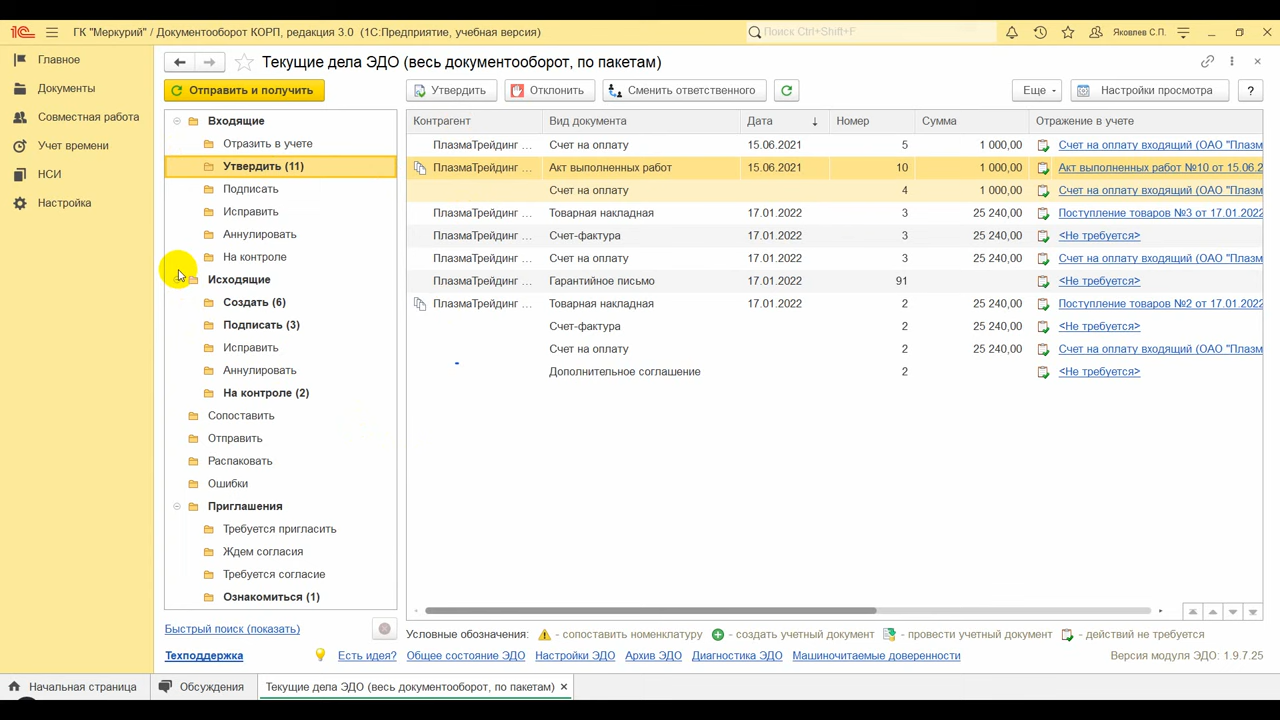 1С ГК "Меркурий" / Документооборот КОРП, редакция 3.0 (1С:Предприятие, учебная версия) Поиск Ctrl+Shift+F Яковлев С.П.
Главное
Документы
Совместная работа
Учет времени
НСИ
Настройка
Текущие дела ЭДО (весь документооборот, по пакетам)
Отправить и получить
Утвердить Отклонить Сменить ответственного Еще Настройки просмотра ?
Входящие
Отразить в учете
Утвердить (11)
Подписать
Исправить
Аннулировать
На контроле
Исходящие
Создать (6)
Подписать (3)
Исправить
Аннулировать
На контроле (2)
Сопоставить
Отправить
Распаковать
Ошибки
Приглашения
Требуется пригласить
Ждем согласия
Требуется согласие
Ознакомиться (1)
Контрагент Вид документа Дата ↓ Номер Сумма Отражение в учете
ПлазмаТрейдинг ... Счет на оплату 15.06.2021 5 1 000,00 Счет на оплату входящий (ОАО "Плазм
ПлазмаТрейдинг ... Акт выполненных работ 15.06.2021 10 1 000,00 Акт выполненных работ №10 от 15.06.2
Счет на оплату 4 1 000,00 Счет на оплату входящий (ОАО "Плазм
ПлазмаТрейдинг ... Товарная накладная 17.01.2022 3 25 240,00 Поступление товаров №3 от 17.01.2022
ПлазмаТрейдинг ... Счет-фактура 17.01.2022 3 25 240,00 <Не требуется>
ПлазмаТрейдинг ... Счет на оплату 17.01.2022 3 25 240,00 Счет на оплату входящий (ОАО "Плазм
ПлазмаТрейдинг ... Гарантийное письмо 17.01.2022 91 <Не требуется>
ПлазмаТрейдинг ... Товарная накладная 17.01.2022 2 25 240,00 Поступление товаров №2 от 17.01.2022
Счет-фактура 2 25 240,00 <Не требуется>
Счет на оплату 2 25 240,00 Счет на оплату входящий (ОАО "Плазм
Дополнительное соглашение 2 <Не требуется>
Быстрый поиск (показать)
Условные обозначения: - сопоставить номенклатуру - создать учетный документ - провести учетный документ - действий не требуется
Техподдержка Есть идея? Общее состояние ЭДО Настройки ЭДО Архив ЭДО Диагностика ЭДО Машиночитаемые доверенности Версия модуля ЭДО: 1.9.7.25
Начальная страница Обсуждения Текущие дела ЭДО (весь документооборот, по пакетам) ×